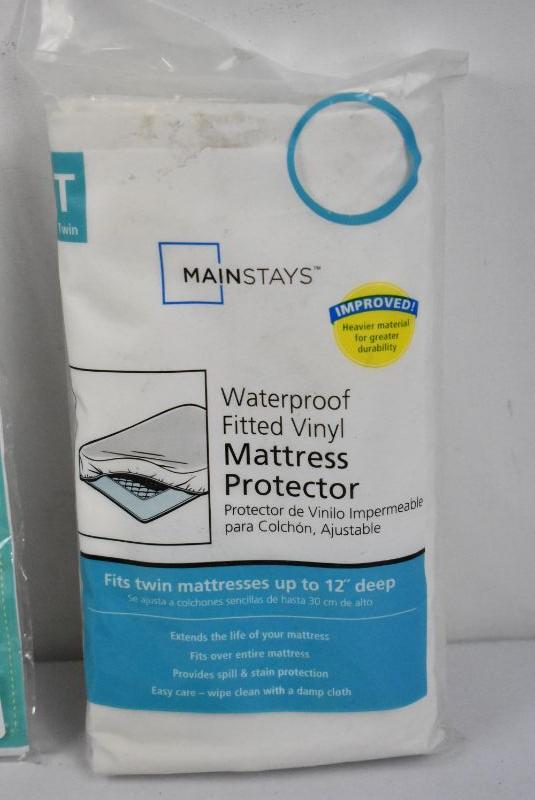 T
Twin
MAINSTAYS™
IMPROVED!
Heavier material
for greater
durability
Waterproof
Fitted Vinyl
Mattress
Protector
Protector de Vinilo Impermeable
para Colchón, Ajustable
Fits twin mattresses up to 12″ deep
Se ajusta a colchones sencillas de hasta 30 cm de alto
Extends the life of your mattress
Fits over entire mattress
Provides spill & stain protection
Easy care – wipe clean with a damp cloth